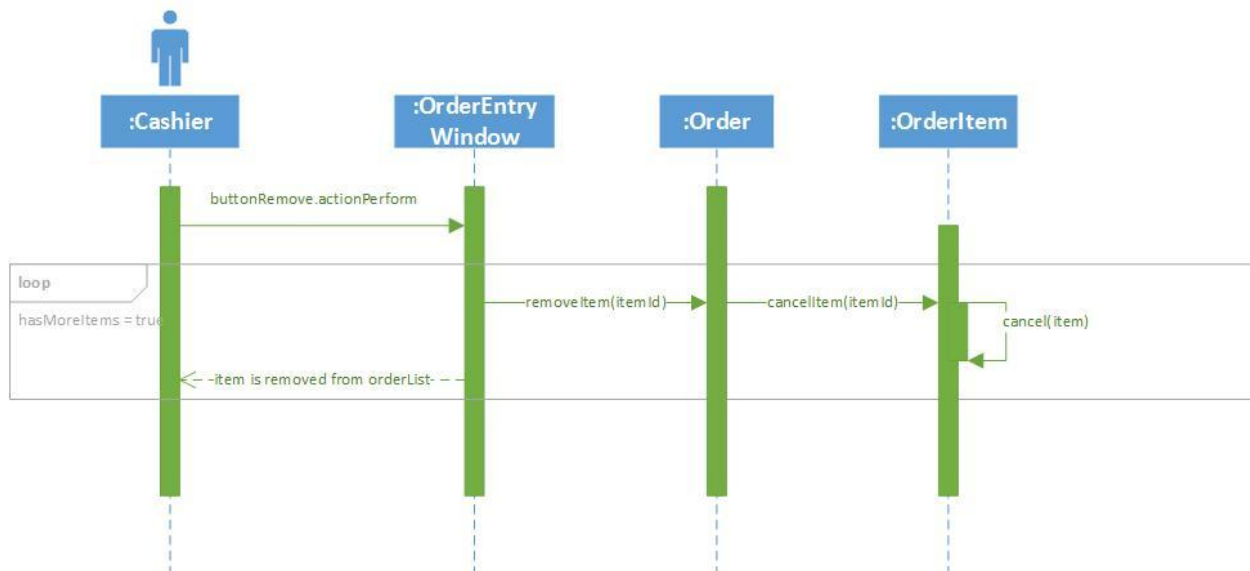 :Cashier
:OrderEntry
Window
:Order
:OrderItem
buttonRemove.actionPerform
loop
hasMoreItems = true
removeItem(itemId)
cancelItem(itemId)
cancel(item)
item is removed from orderList